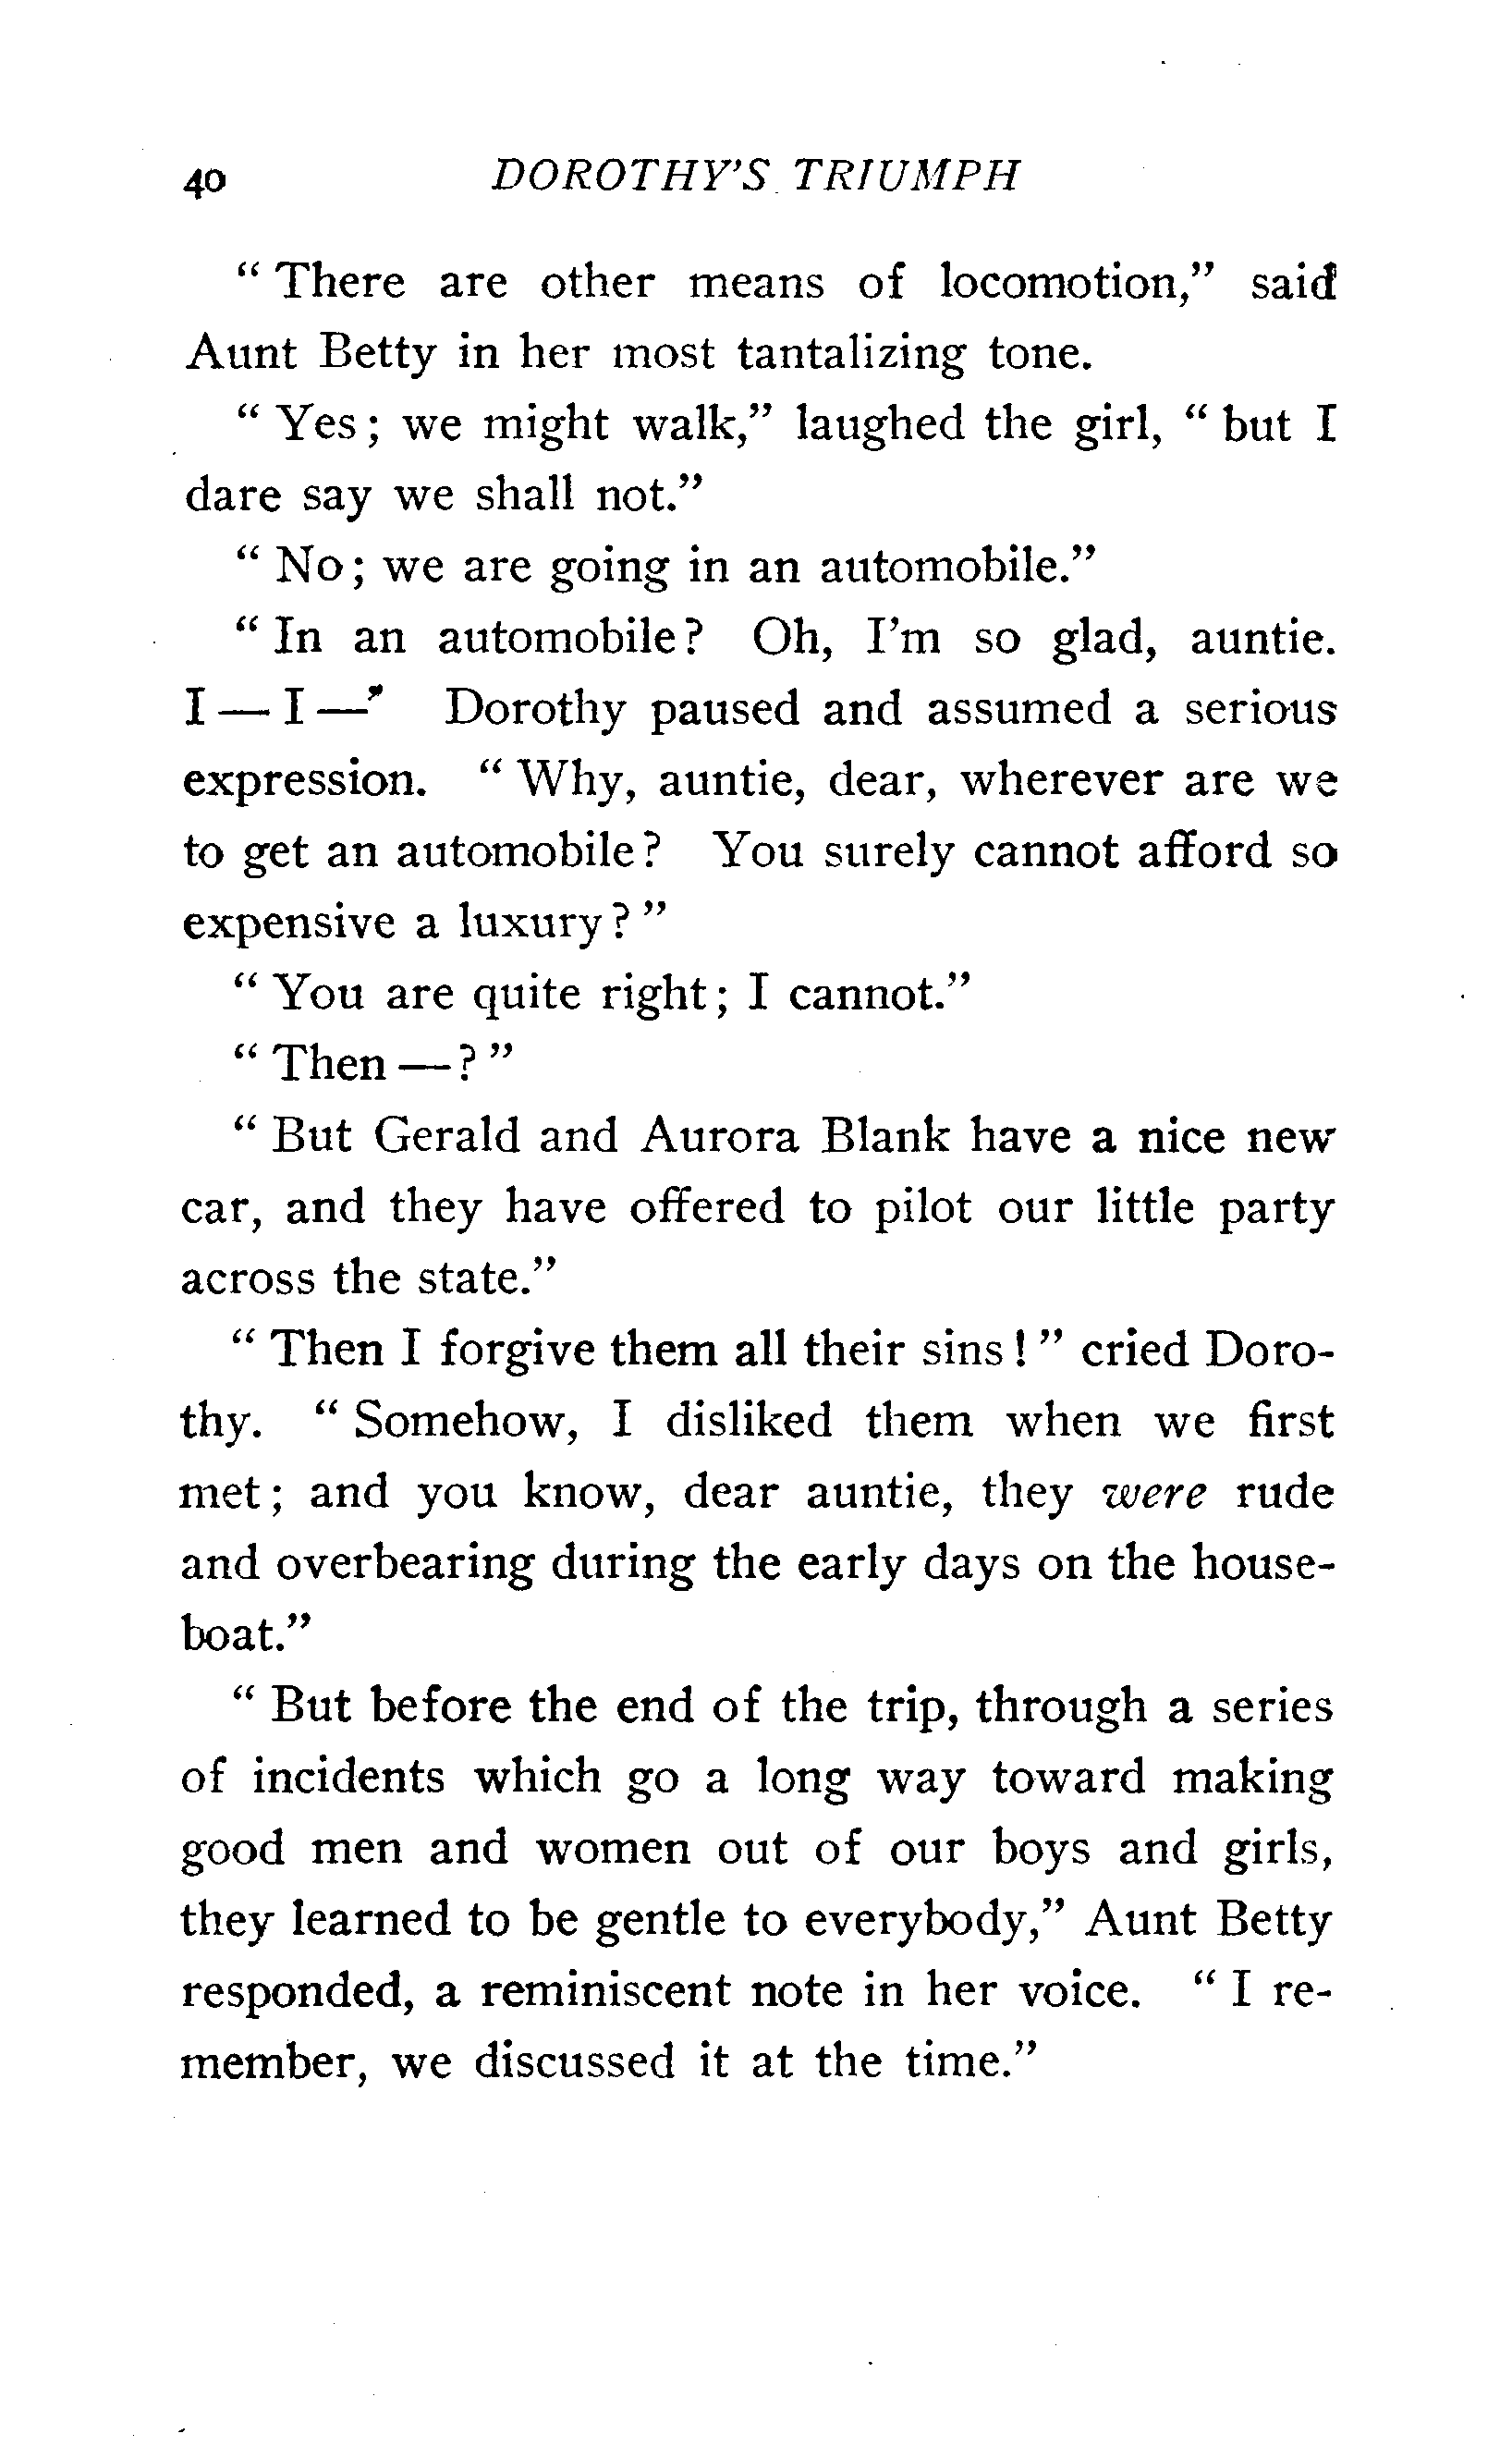 40 DOROTHY'S TRIUMPH
" There are other means of locomotion," said
Aunt Betty in her most tantalizing tone.
" Yes ; we might walk," laughed the girl, " but I
dare say we shall not."
" No ; we are going in an automobile."
" In an automobile ? Oh, I'm so glad, auntie.
I — I —" Dorothy paused and assumed a serious
expression. " Why, auntie, dear, wherever are we
to get an automobile ? You surely cannot afford so
expensive a luxury ? "
" You are quite right ; I cannot."
" Then — ? "
" But Gerald and Aurora Blank have a nice new
car, and they have offered to pilot our little party
across the state."
" Then I forgive them all their sins ! " cried Doro-
thy. " Somehow, I disliked them when we first
met ; and you know, dear auntie, they were rude
and overbearing during the early days on the house-
boat."
" But before the end of the trip, through a series
of incidents which go a long way toward making
good men and women out of our boys and girls,
they learned to be gentle to everybody," Aunt Betty
responded, a reminiscent note in her voice. " I re-
member, we discussed it at the time."